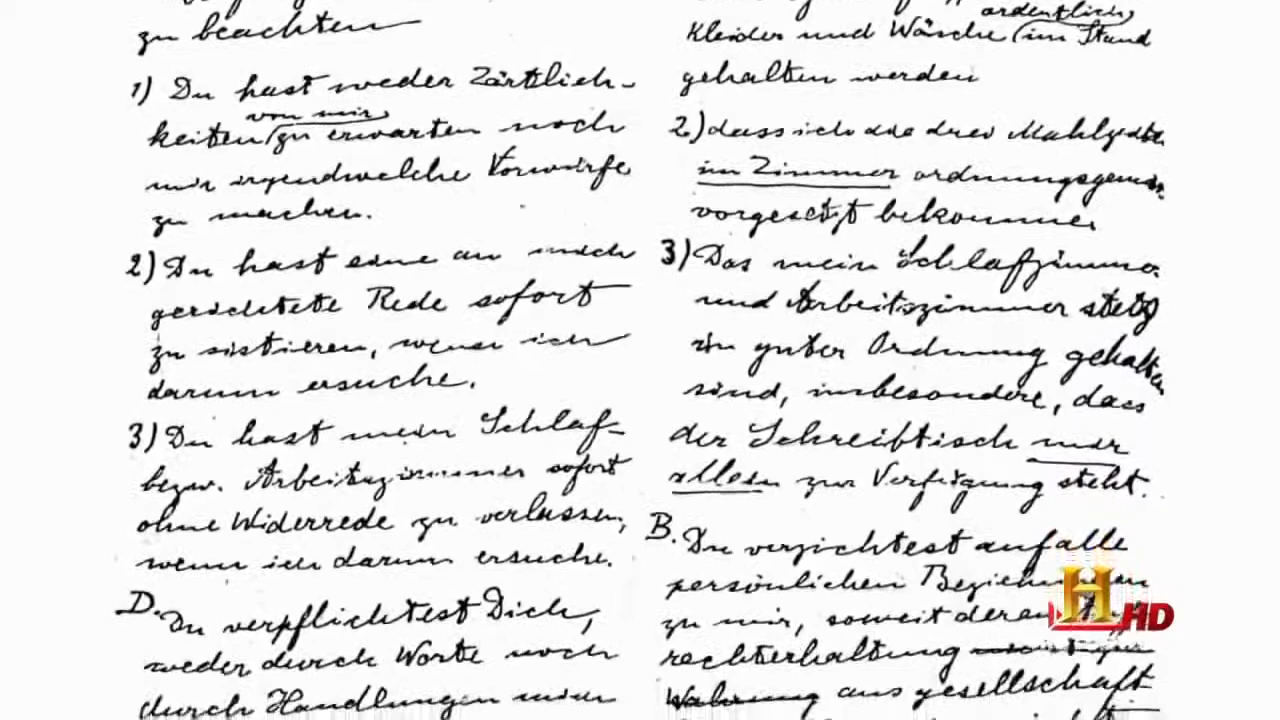 zu beachten
1) Du hast weder Zärtlich-
keiten von mir zu erwarten noch
mir irgendwelche Vorwürfe
zu machen.
2) Du hast eine an mich
gerichtete Rede sofort
zu sistieren, wenn ich
darum ersuche.
3) Du hast mein Schlaf-
bezw. Arbeitszimmer sofort
ohne Widerrede zu verlassen,
wenn ich darum ersuche.
D. Du verpflichtest Dich,
weder durch Worte noch
durch Handlungen mich
ordentlich
Kleider und Wäsche im Stand
gehalten werden
2) dass ich die drei Mahlzeiten
im Zimmer ordnungsgemäss
vorgesetzt bekomme
3) Das mein Schlafzimmer
und Arbeitszimmer stets
in guter Ordnung gehalten
sind, insbesondere, dass
der Schreibtisch mir
allein zur Verfügung steht.
B. Du verzichtest auf alle
persönlichen Beziehungen
zu mir, soweit deren Auf
rechterhaltung
aus gesellschaft
H HD